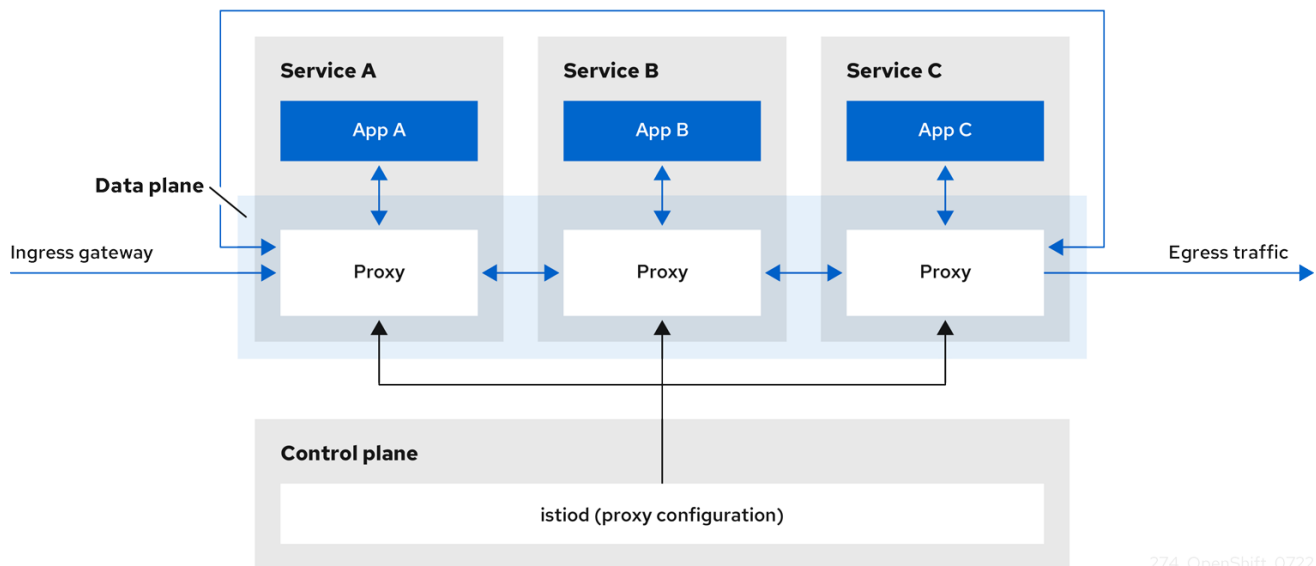 Service A
Service B
Service C
App A
App B
App C
Data plane
Ingress gateway
Proxy
Proxy
Proxy
Egress traffic
Control plane
istiod (proxy configuration)
274_OpenShift_0722